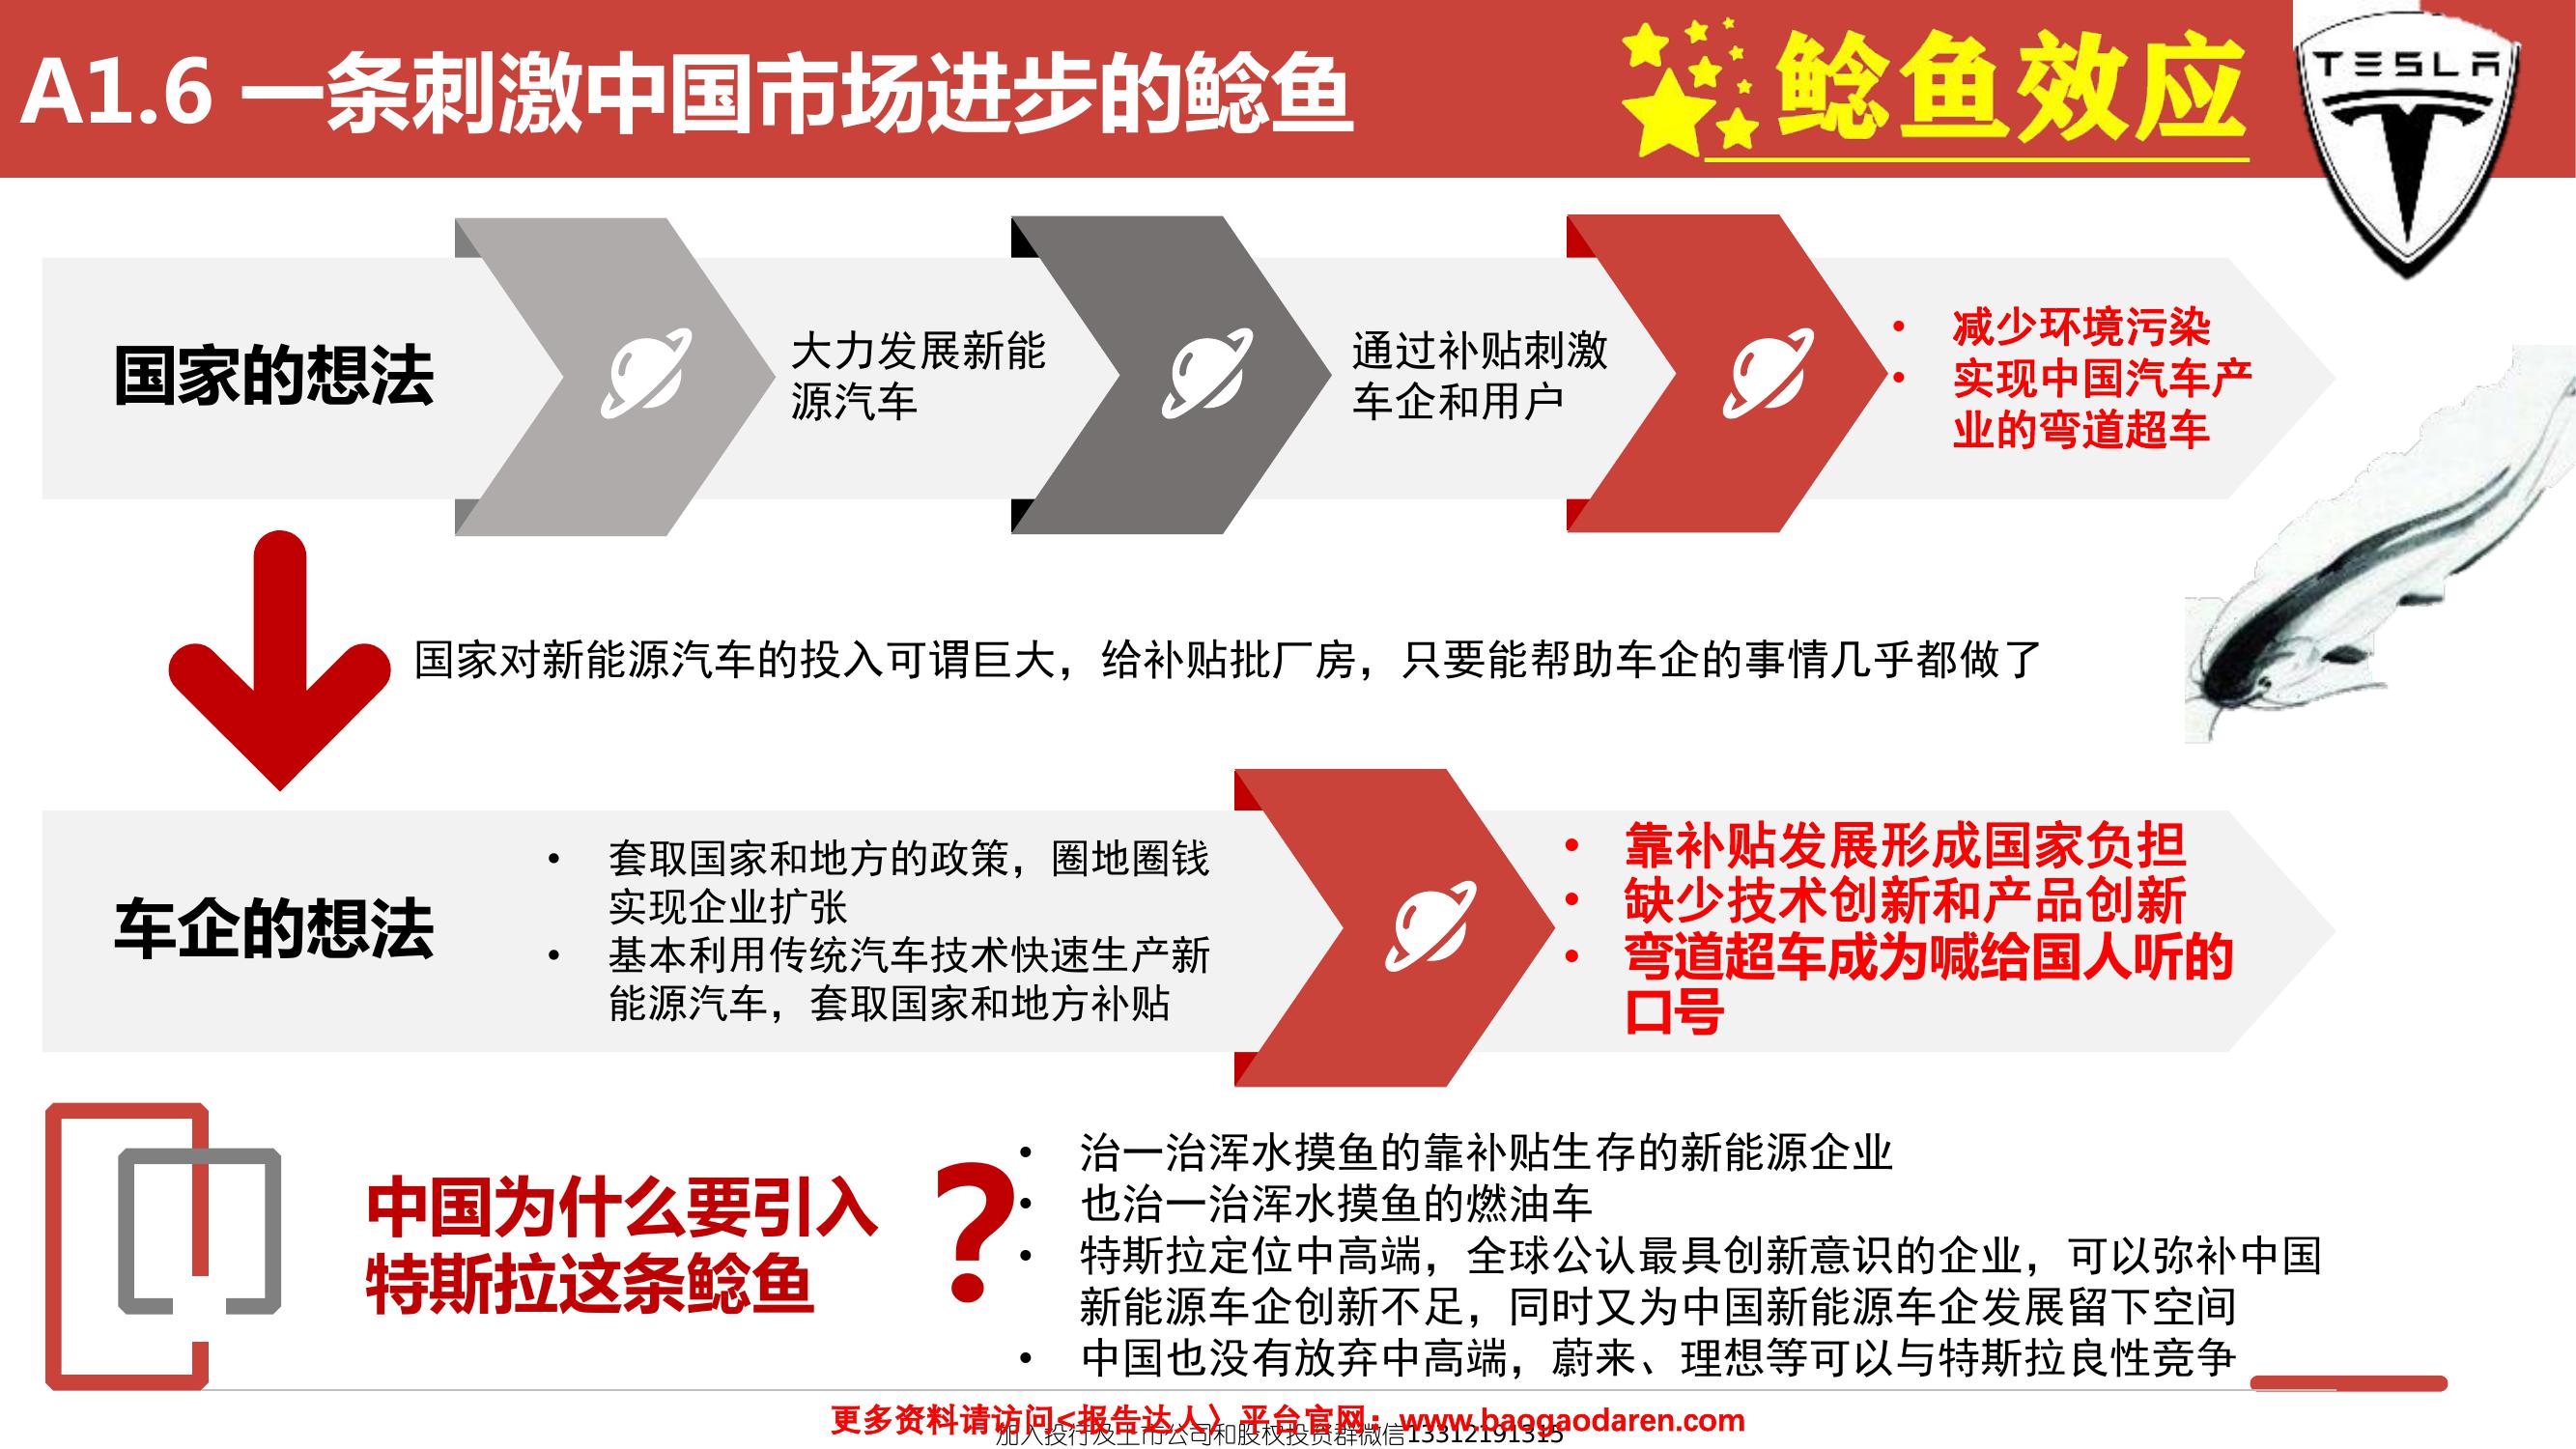 A1.6 一条刺激中国市场进步的鲶鱼
鲶鱼效应
TESLA
国家的想法
大力发展新能
源汽车
通过补贴刺激
车企和用户
• 减少环境污染
• 实现中国汽车产
业的弯道超车
国家对新能源汽车的投入可谓巨大，给补贴批厂房，只要能帮助车企的事情几乎都做了
车企的想法
• 套取国家和地方的政策，圈地圈钱
实现企业扩张
• 基本利用传统汽车技术快速生产新
能源汽车，套取国家和地方补贴
• 靠补贴发展形成国家负担
• 缺少技术创新和产品创新
• 弯道超车成为喊给国人听的
口号
中国为什么要引入
特斯拉这条鲶鱼
?
• 治一治浑水摸鱼的靠补贴生存的新能源企业
• 也治一治浑水摸鱼的燃油车
• 特斯拉定位中高端，全球公认最具创新意识的企业，可以弥补中国
新能源车企创新不足，同时又为中国新能源车企发展留下空间
• 中国也没有放弃中高端，蔚来、理想等可以与特斯拉良性竞争
更多资料请访问<报告达人〉平台官网：www.baogaodaren.com
加入投行及上市公司和股权投资群微信13312191315